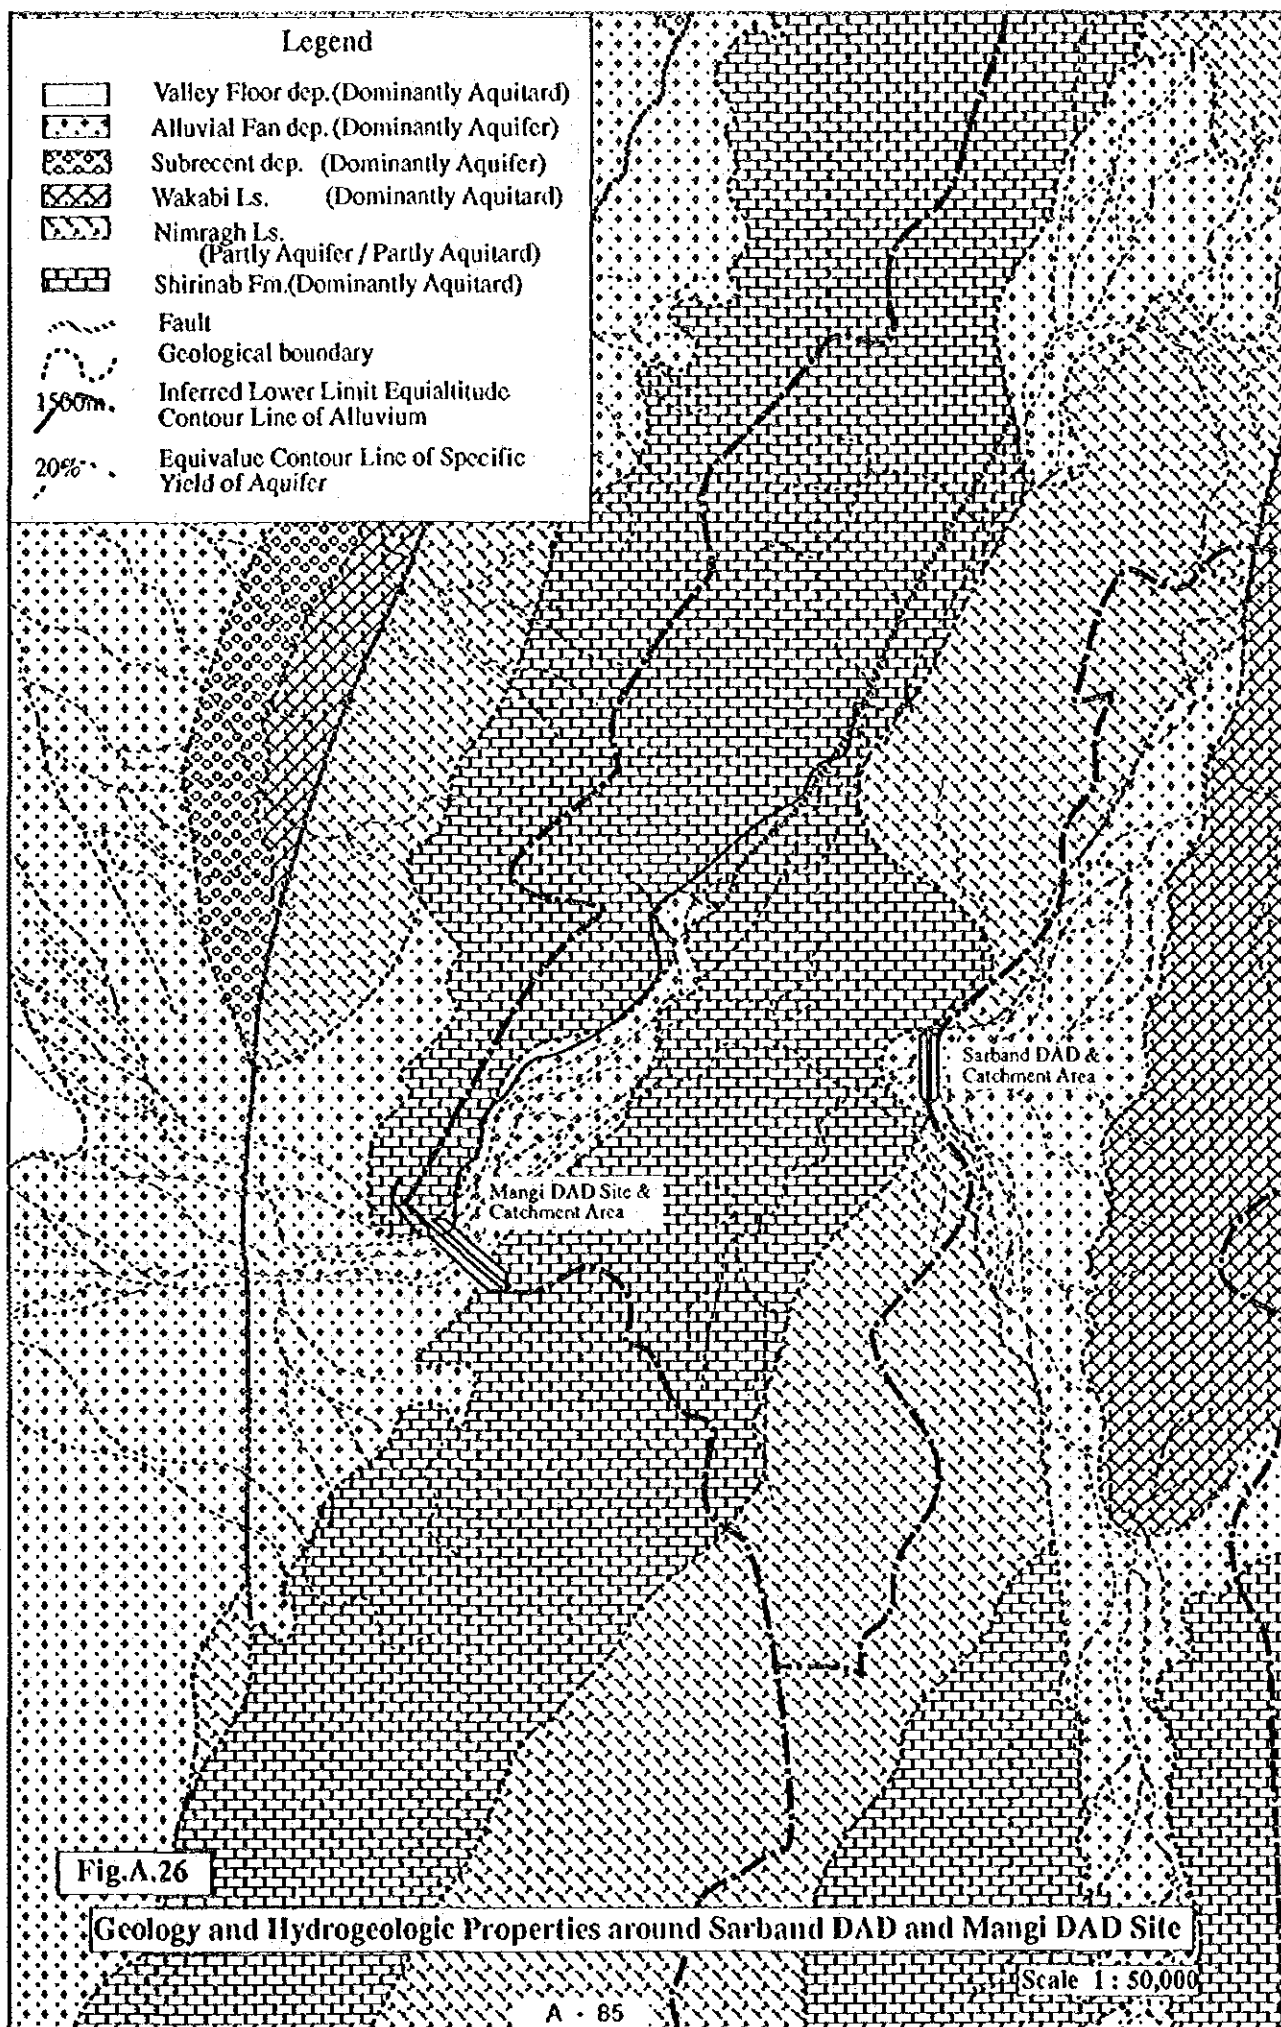 Legend
Valley Floor dep.(Dominantly Aquitard)
Alluvial Fan dep.(Dominantly Aquifer)
Subrecent dep. (Dominantly Aquifer)
Wakabi Ls. (Dominantly Aquitard)
Nimragh Ls.
(Partly Aquifer / Partly Aquitard)
Shirinab Fm.(Dominantly Aquitard)
Fault
Geological boundary
1500m
Inferred Lower Limit Equialtitude
Contour Line of Alluvium
20%
Equivalue Contour Line of Specific
Yield of Aquifer
Sarband DAD &
Catchment Area
Mangi DAD Site &
Catchment Area
Fig.A.26
Geology and Hydrogeologic Properties around Sarband DAD and Mangi DAD Site
Scale 1 : 50,000
A - 85